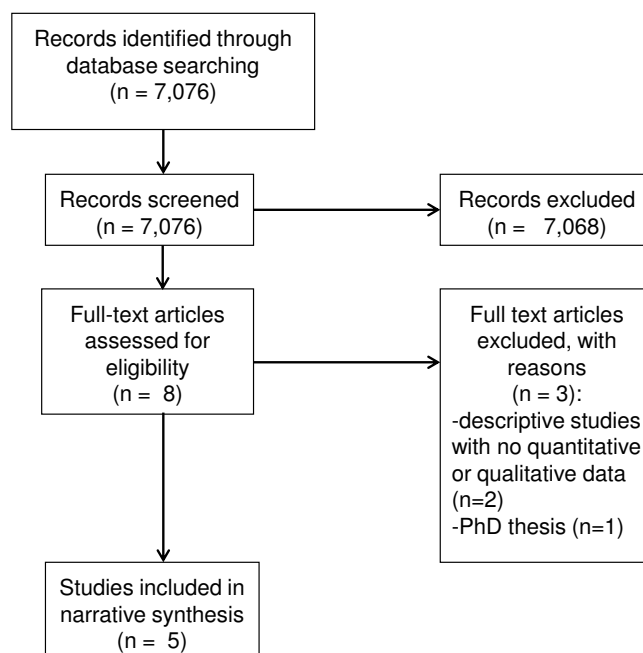 Records identified through
database searching
(n = 7,076)
Records screened
(n = 7,076)
Records excluded
(n = 7,068)
Full-text articles
assessed for
eligibility
(n = 8)
Full text articles
excluded, with
reasons
(n = 3):
-descriptive studies
with no quantitative
or qualitative data
(n=2)
-PhD thesis (n=1)
Studies included in
narrative synthesis
(n = 5)